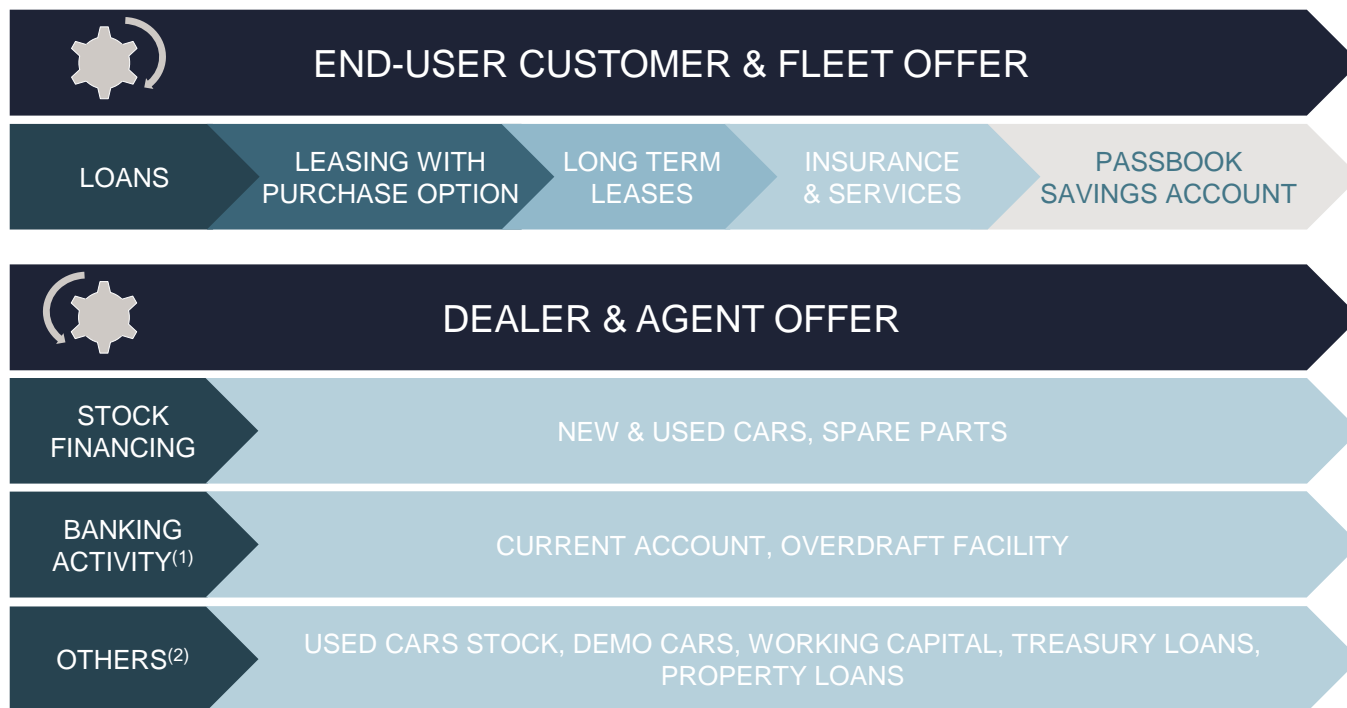 END-USER CUSTOMER & FLEET OFFER
LOANS
LEASING WITH
PURCHASE OPTION
LONG TERM
LEASES
INSURANCE
& SERVICES
PASSBOOK
SAVINGS ACCOUNT
DEALER & AGENT OFFER
STOCK
FINANCING
NEW & USED CARS, SPARE PARTS
BANKING
ACTIVITY(1)
CURRENT ACCOUNT, OVERDRAFT FACILITY
OTHERS(2)
USED CARS STOCK, DEMO CARS, WORKING CAPITAL, TREASURY LOANS,
PROPERTY LOANS